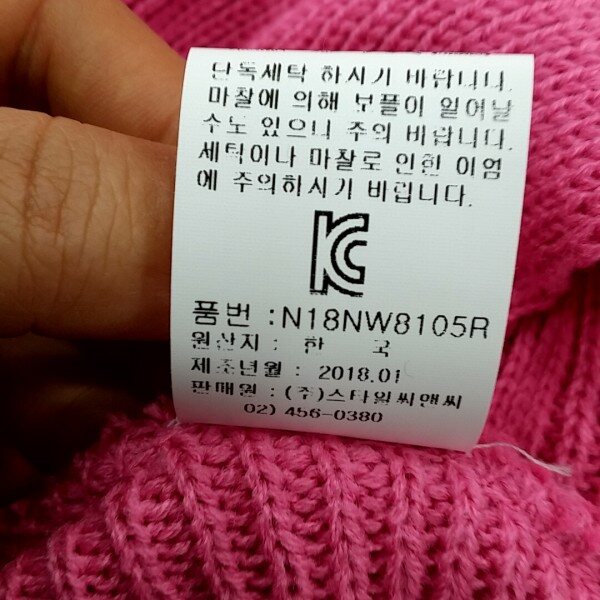 단독세탁 하시기 바랍니다.
마찰에 의해 보플이 일어날
수도 있으니 주의 바랍니다.
세탁이나 마찰로 인한 이염
에 주의하시기 바랍니다.
KC
품번 : N18NW8105R
원산지 : 한 국
제조년월 : 2018.01
판매원 : (주)스타일씨앤씨
02) 456-0380